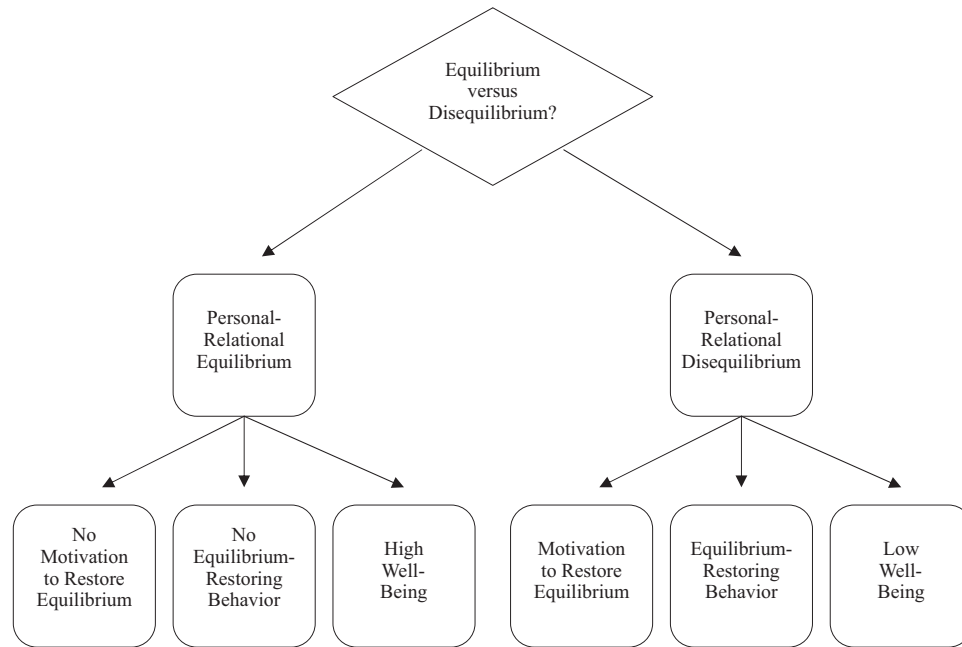 Equilibrium
versus
Disequilibrium?
Personal-
Relational
Equilibrium
Personal-
Relational
Disequilibrium
No
Motivation
to Restore
Equilibrium
No
Equilibrium-
Restoring
Behavior
High
Well-
Being
Motivation
to Restore
Equilibrium
Equilibrium-
Restoring
Behavior
Low
Well-
Being